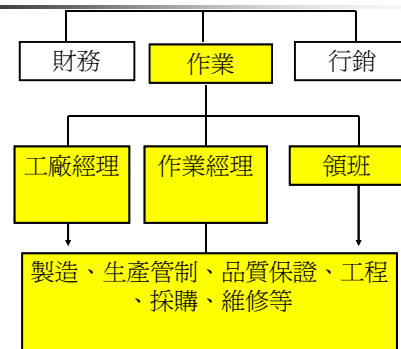 財務
作業
行銷
工廠經理
作業經理
領班
製造、生產管制、品質保證、工程
、採購、維修等